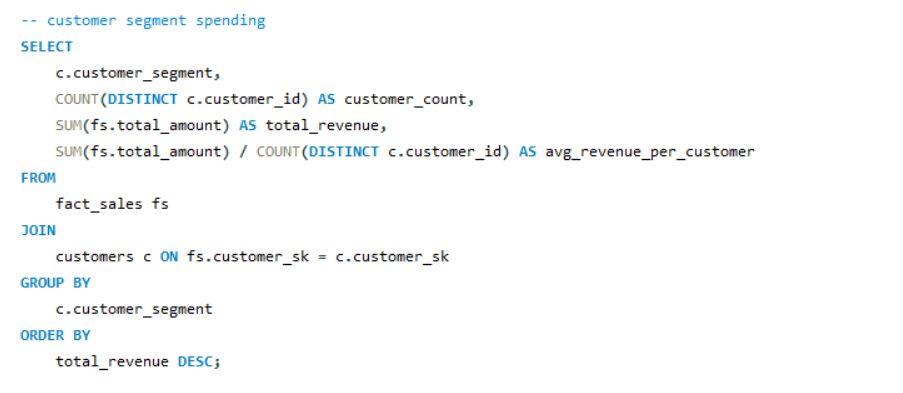 -- customer segment spending
SELECT
    c.customer_segment,
    COUNT(DISTINCT c.customer_id) AS customer_count,
    SUM(fs.total_amount) AS total_revenue,
    SUM(fs.total_amount) / COUNT(DISTINCT c.customer_id) AS avg_revenue_per_customer
FROM
    fact_sales fs
JOIN
    customers c ON fs.customer_sk = c.customer_sk
GROUP BY
    c.customer_segment
ORDER BY
    total_revenue DESC;